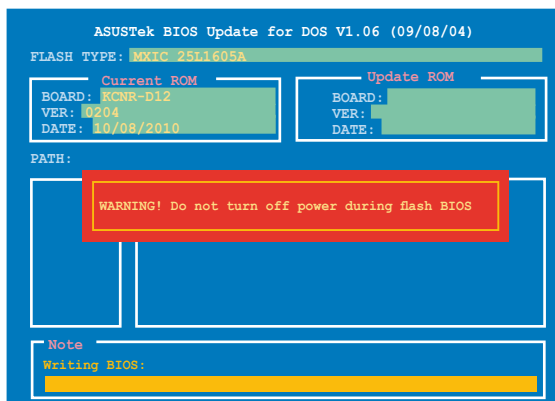 ASUSTek BIOS Update for DOS V1.06 (09/08/04)
FLASH TYPE: MXIC 25L1605A
Current ROM
BOARD: KCNR-D12
VER: 0204
DATE: 10/08/2010
Update ROM
BOARD:
VER:
DATE:
PATH:
WARNING! Do not turn off power during flash BIOS
Note
Writing BIOS: